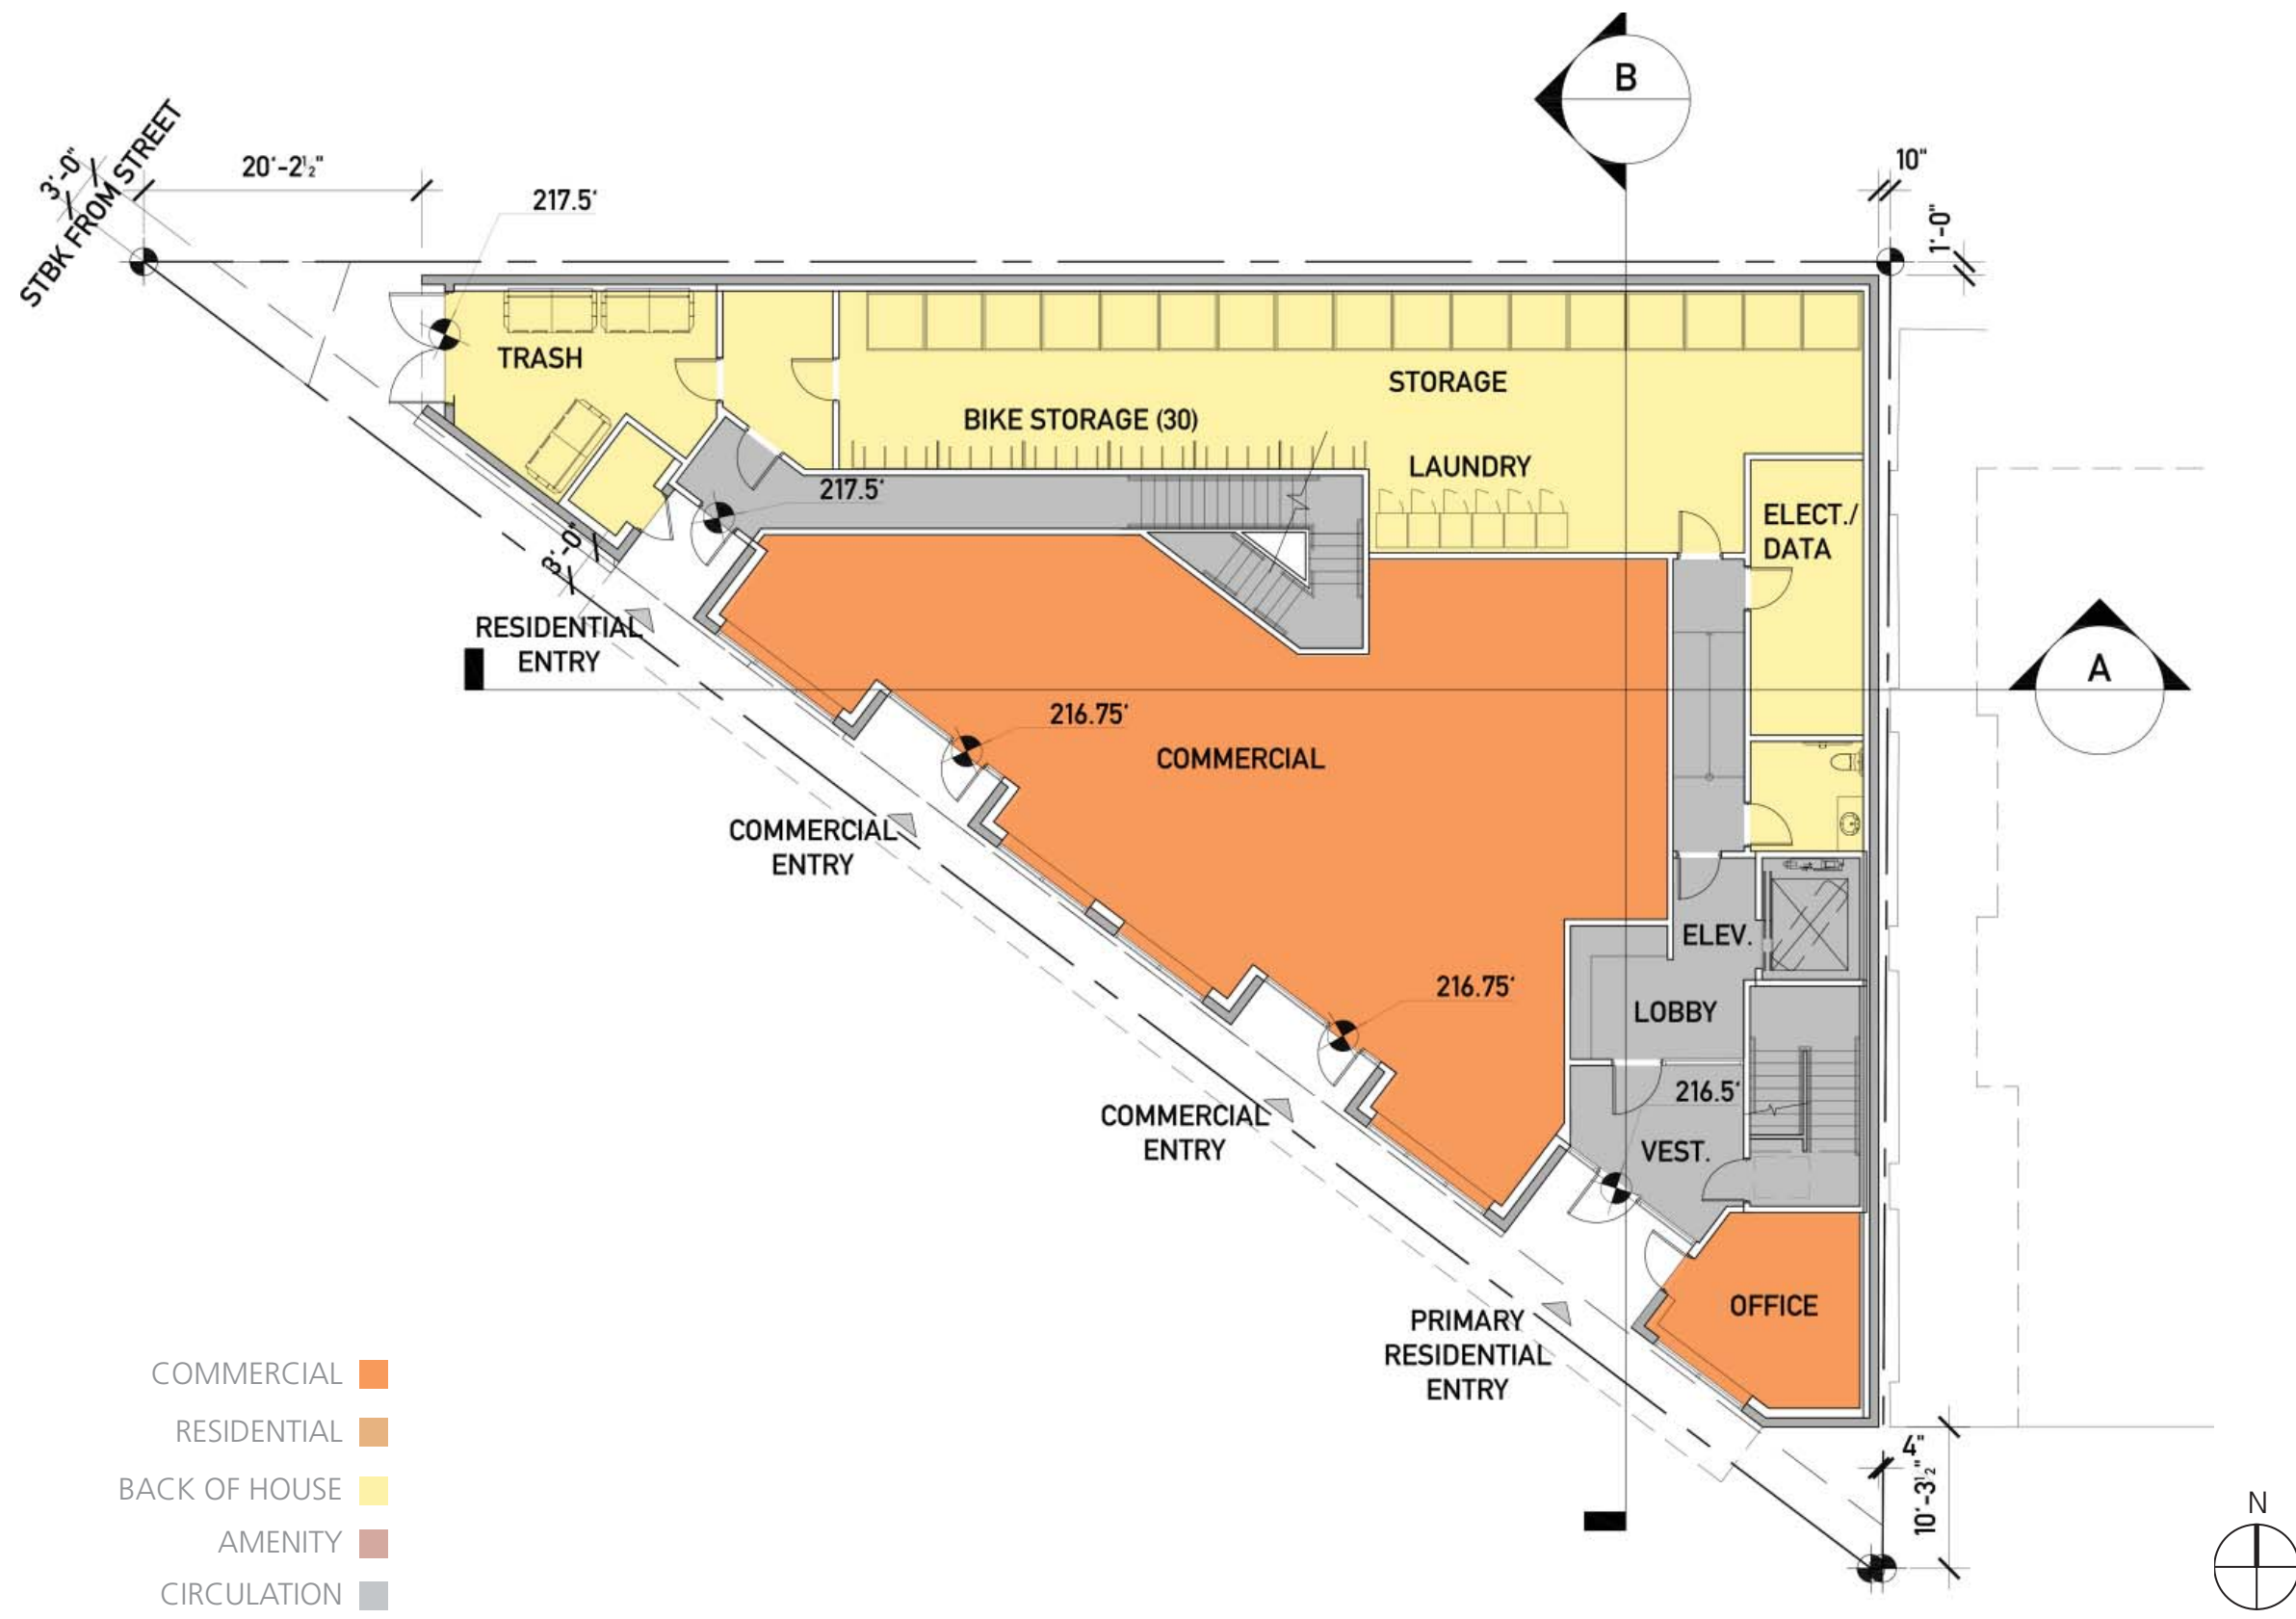 B
10"
1'-0"
3'-0"
STBK FROM STREET
20'-2½"
217.5'
TRASH
STORAGE
BIKE STORAGE (30)
LAUNDRY
217.5'
ELECT./
DATA
3'-0"
RESIDENTIAL
ENTRY
A
216.75'
COMMERCIAL
COMMERCIAL
ENTRY
ELEV.
216.75'
LOBBY
216.5'
COMMERCIAL
ENTRY
VEST.
OFFICE
PRIMARY
RESIDENTIAL
ENTRY
4"
10'-3½"
COMMERCIAL
RESIDENTIAL
BACK OF HOUSE
AMENITY
CIRCULATION
N